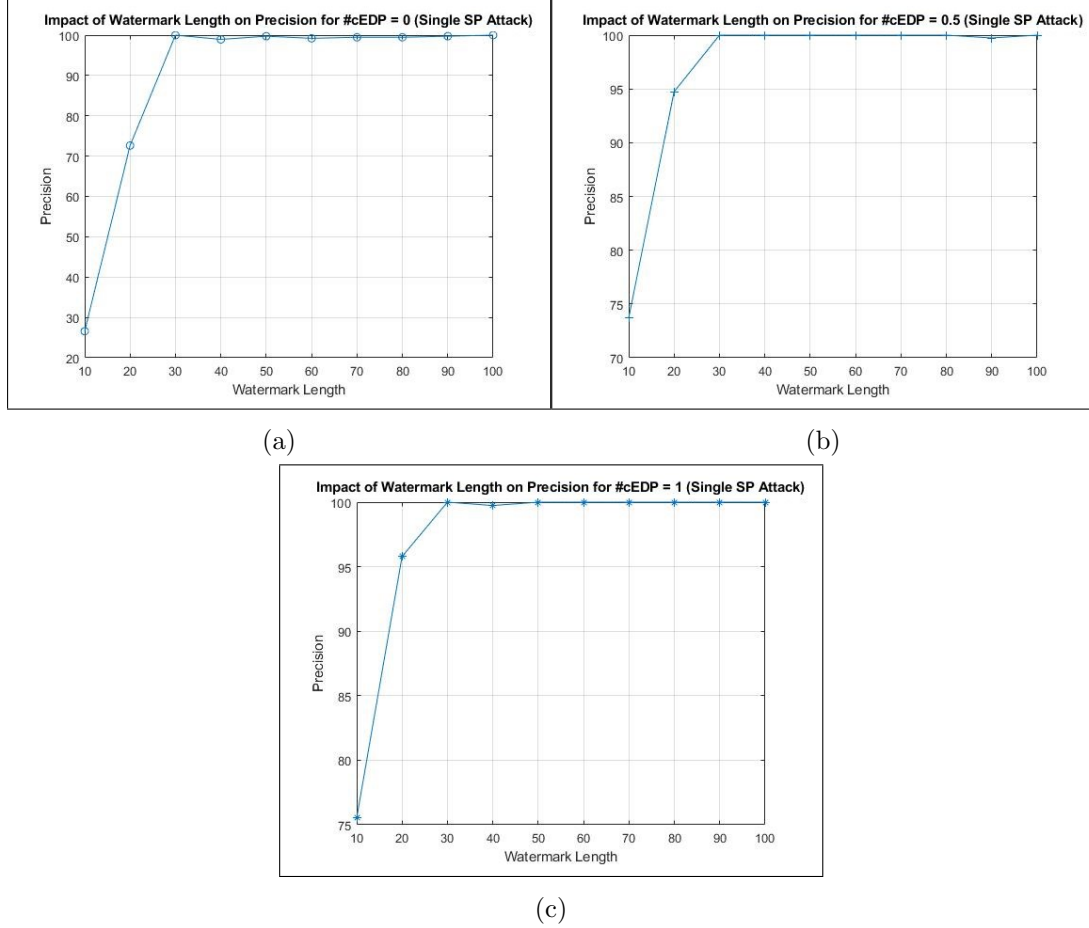 Impact of Watermark Length on Precision for #cEDP = 0 (Single SP Attack)
100
90
80
70
60
50
40
30
20
Precision
10 20 30 40 50 60 70 80 90 100
Watermark Length
(a)
Impact of Watermark Length on Precision for #cEDP = 0.5 (Single SP Attack)
100
95
90
85
80
75
70
Precision
10 20 30 40 50 60 70 80 90 100
Watermark Length
(b)
Impact of Watermark Length on Precision for #cEDP = 1 (Single SP Attack)
100
95
90
85
80
75
Precision
10 20 30 40 50 60 70 80 90 100
Watermark Length
(c)